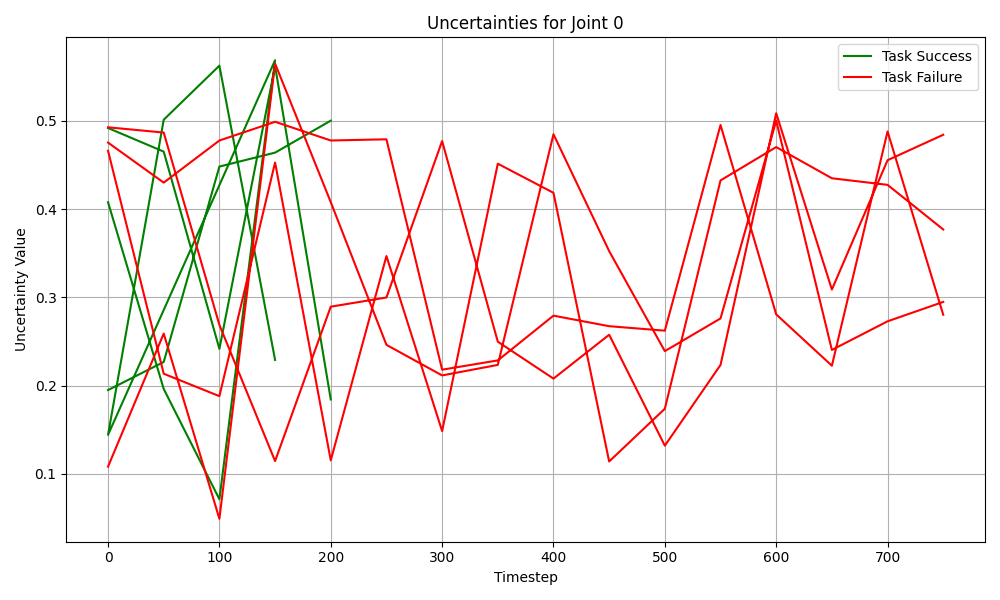 Uncertainties for Joint 0
Task Success
Task Failure
Uncertainty Value
0.5
0.4
0.3
0.2
0.1
0 100 200 300 400 500 600 700
Timestep